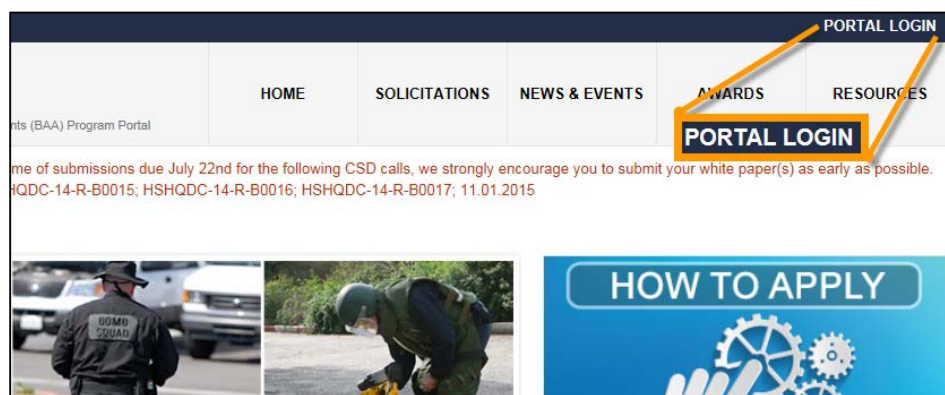 PORTAL LOGIN
HOME
SOLICITATIONS
NEWS & EVENTS
AWARDS
RESOURCES
nts (BAA) Program Portal
PORTAL LOGIN
me of submissions due July 22nd for the following CSD calls, we strongly encourage you to submit your white paper(s) as early as possible.
HQDC-14-R-B0015; HSHQDC-14-R-B0016; HSHQDC-14-R-B0017; 11.01.2015
BOMB
SQUAD
HOW TO APPLY